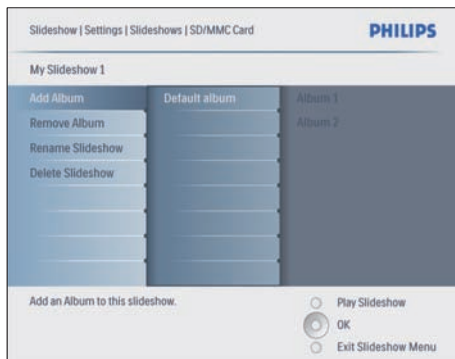 Slideshow | Settings | Slideshows | SD/MMC Card
PHILIPS
My Slideshow 1
Add Album
Default album
Album 1
Remove Album
Album 2
Rename Slideshow
Delete Slideshow
Add an Album to this slideshow.
Play Slideshow
OK
Exit Slideshow Menu